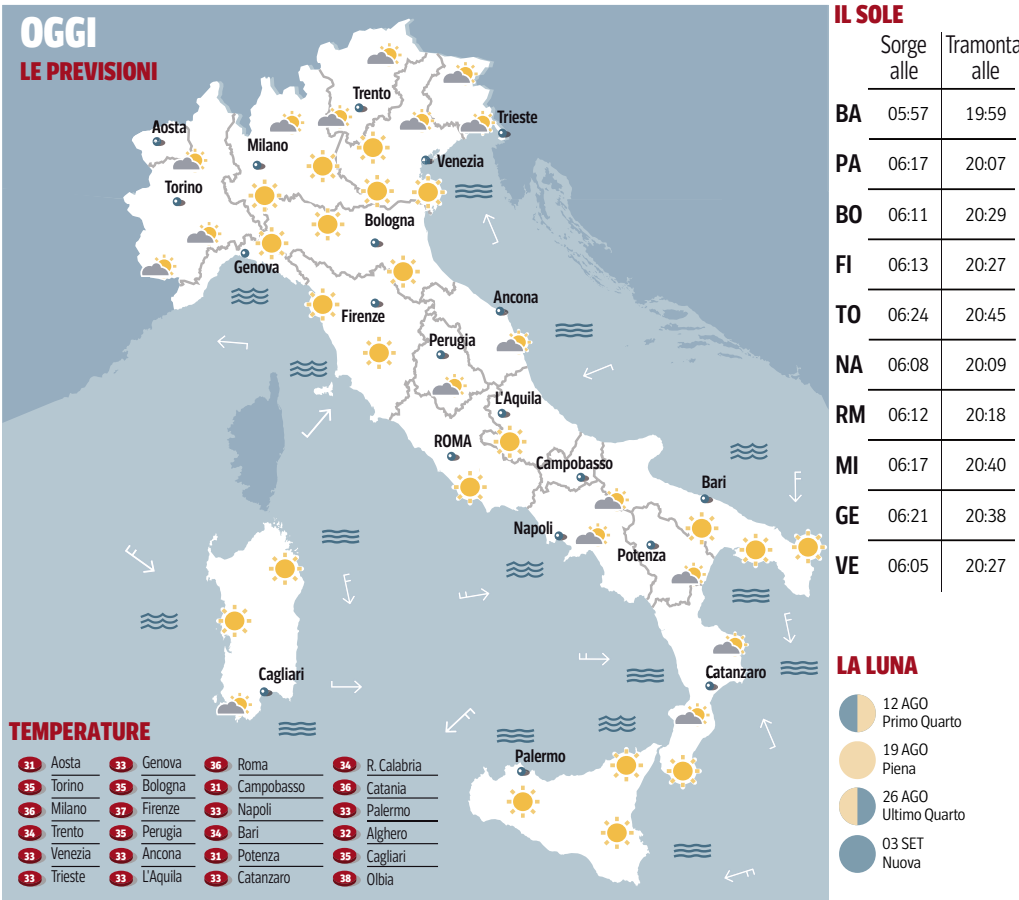 OGGI
LE PREVISIONI
Trento
Trieste
Aosta
Milano
Venezia
Torino
Bologna
Genova
Ancona
Firenze
Perugia
L'Aquila
ROMA
Campobasso
Bari
Napoli
Potenza
Cagliari
Catanzaro
Palermo
TEMPERATURE
31 Aosta
35 Torino
36 Milano
34 Trento
33 Venezia
33 Trieste
33 Genova
35 Bologna
37 Firenze
35 Perugia
33 Ancona
33 L'Aquila
36 Roma
31 Campobasso
33 Napoli
34 Bari
31 Potenza
33 Catanzaro
34 R. Calabria
36 Catania
33 Palermo
32 Alghero
35 Cagliari
38 Olbia
IL SOLE
Sorge Tramonta
alle alle
BA 05:57 19:59
PA 06:17 20:07
BO 06:11 20:29
FI 06:13 20:27
TO 06:24 20:45
NA 06:08 20:09
RM 06:12 20:18
MI 06:17 20:40
GE 06:21 20:38
VE 06:05 20:27
LA LUNA
12 AGO
Primo Quarto
19 AGO
Piena
26 AGO
Ultimo Quarto
03 SET
Nuova